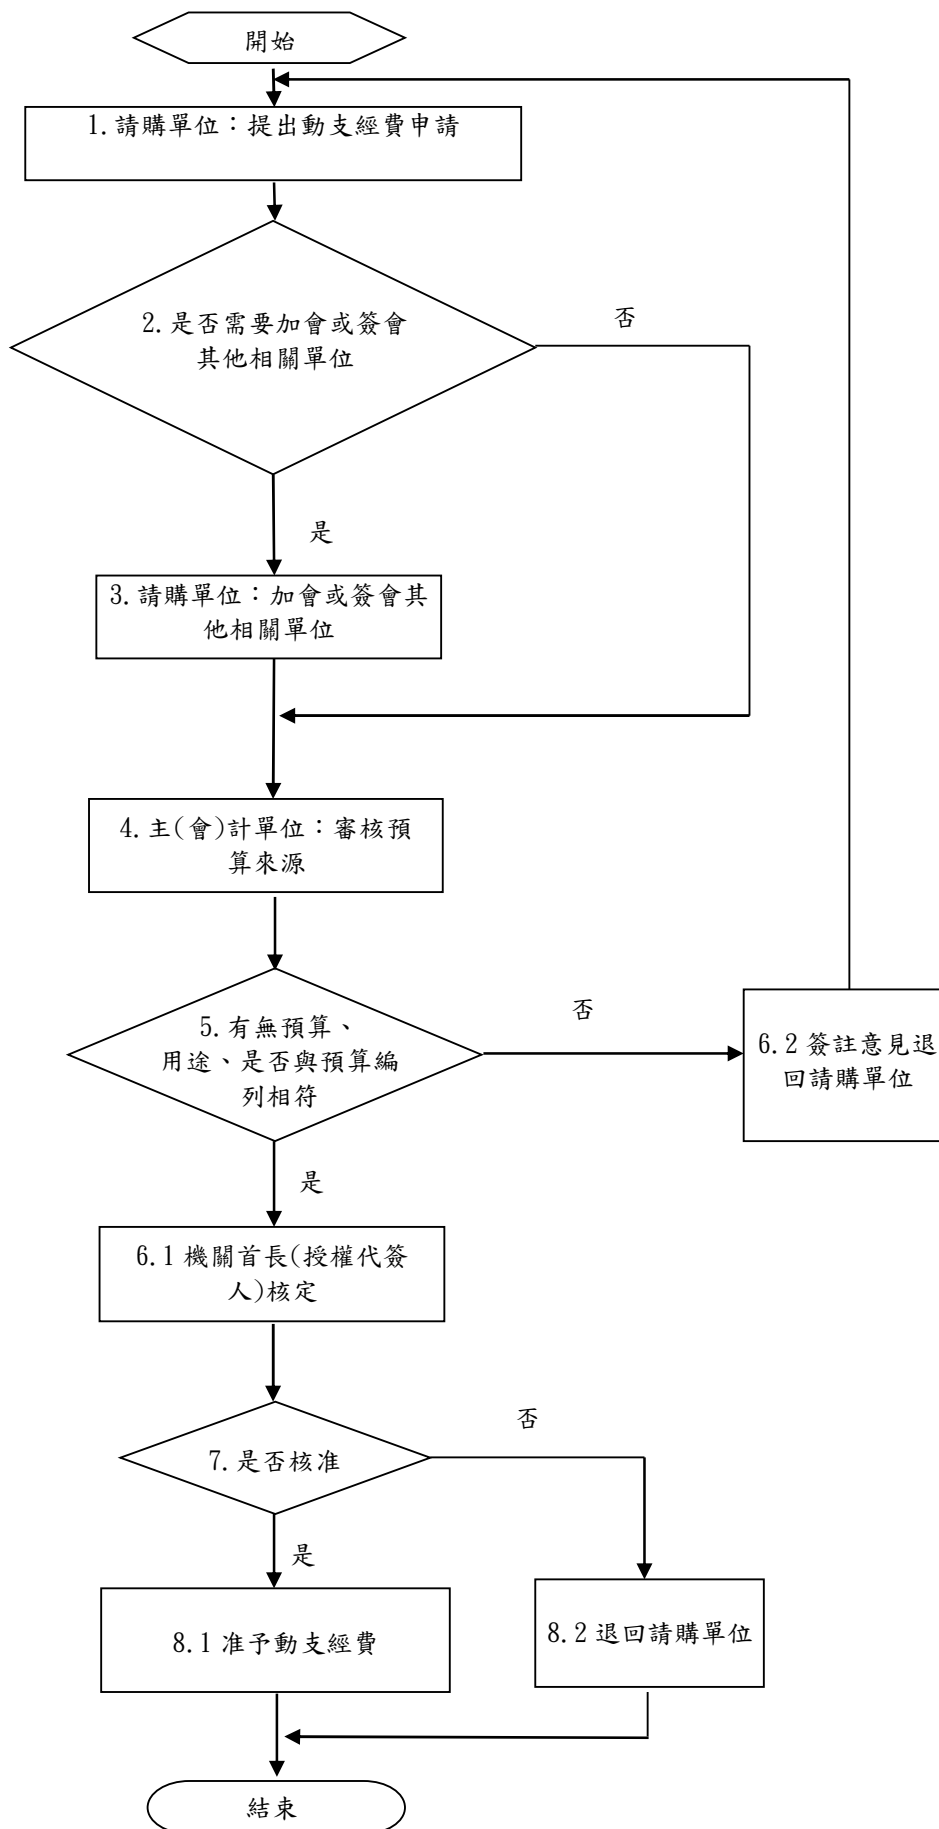 開始
1.請購單位：提出動支經費申請
2.是否需要加會或簽會
其他相關單位
否
是
3.請購單位：加會或簽會其
他相關單位
4.主(會)計單位：審核預
算來源
5.有無預算、
用途、是否與預算編
列相符
否
6.2 簽註意見退
回請購單位
是
6.1 機關首長(授權代簽
人)核定
7.是否核准
否
是
8.1 准予動支經費
8.2 退回請購單位
結束